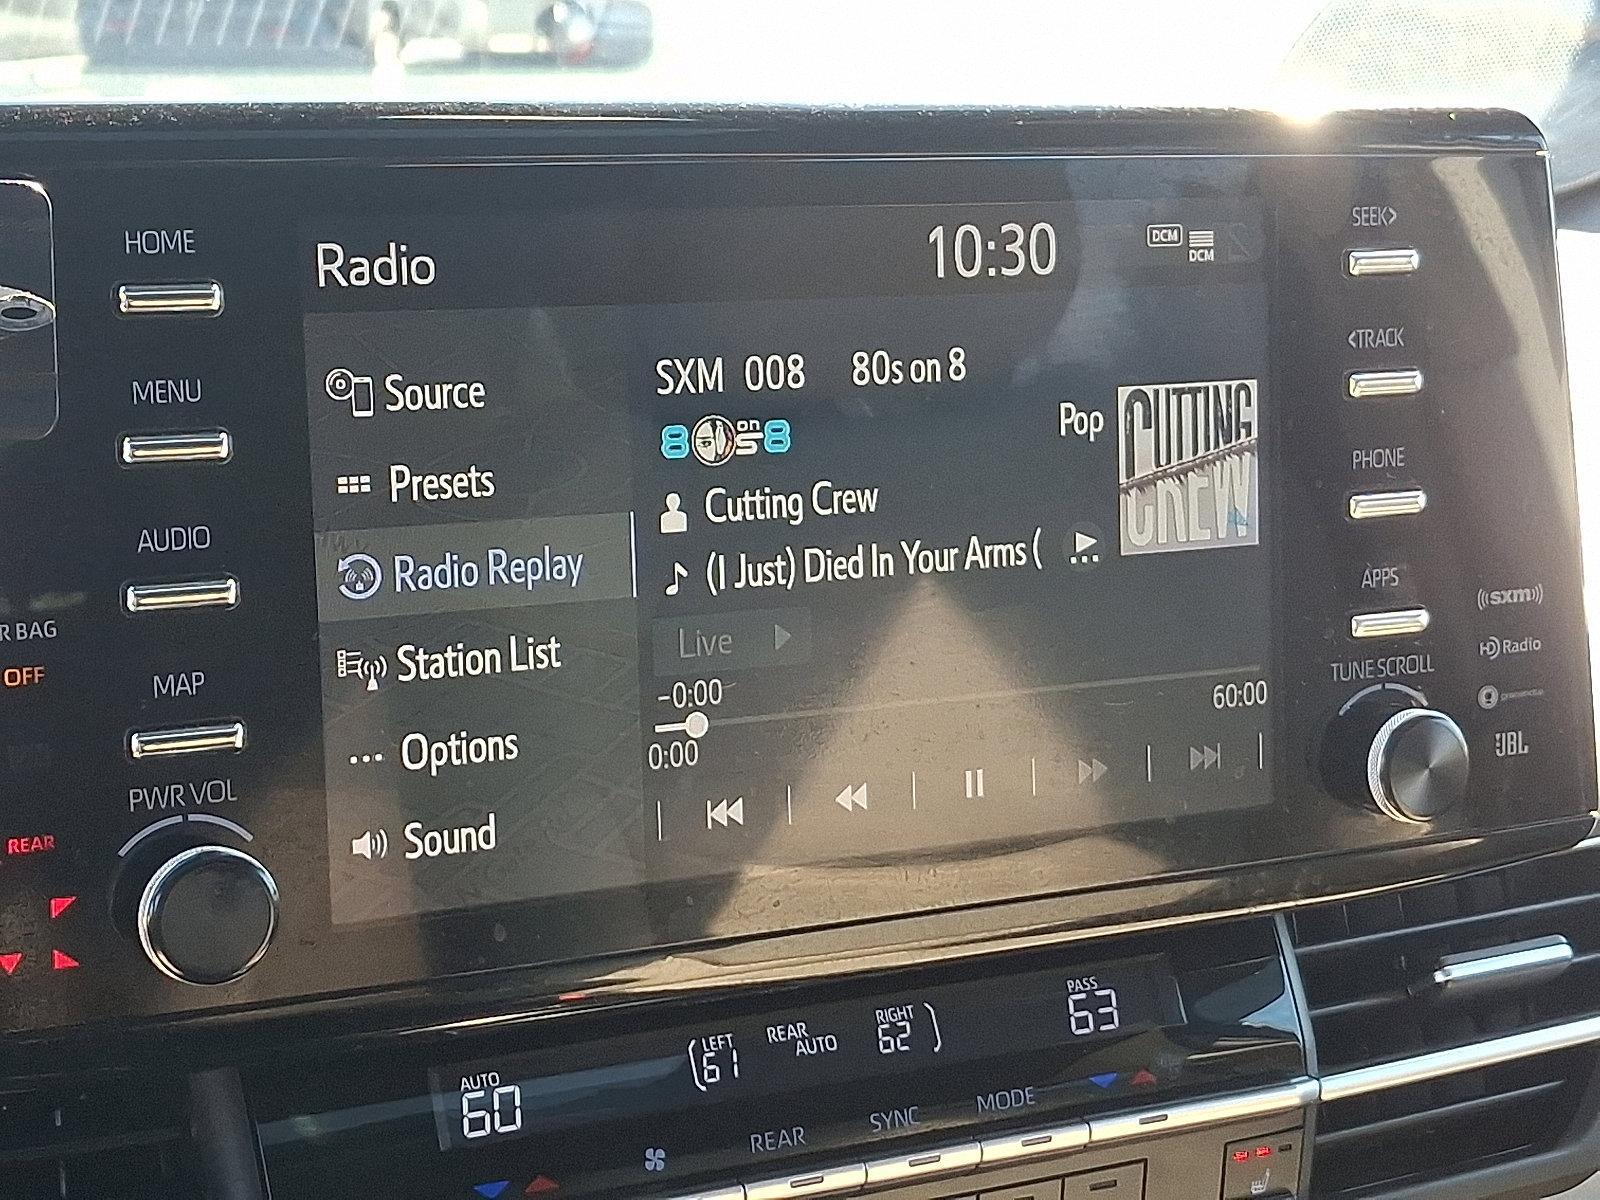 HOME
MENU
AUDIO
MAP
PWR VOL
R BAG
OFF
REAR
Radio
10:30
DCM
DCM
Source
Presets
Radio Replay
Station List
Options
Sound
SXM 008 80s on 8
8 on 8
Pop
CUTTING
CREW
Cutting Crew
(I Just) Died In Your Arms (
Live
-0:00
60:00
0:00
SEEK>
<TRACK
PHONE
APPS
TUNE SCROLL
((sxm))
HD Radio
JBL
AUTO
60
LEFT
61
REAR
AUTO
RIGHT
62
PASS
63
REAR
SYNC
MODE